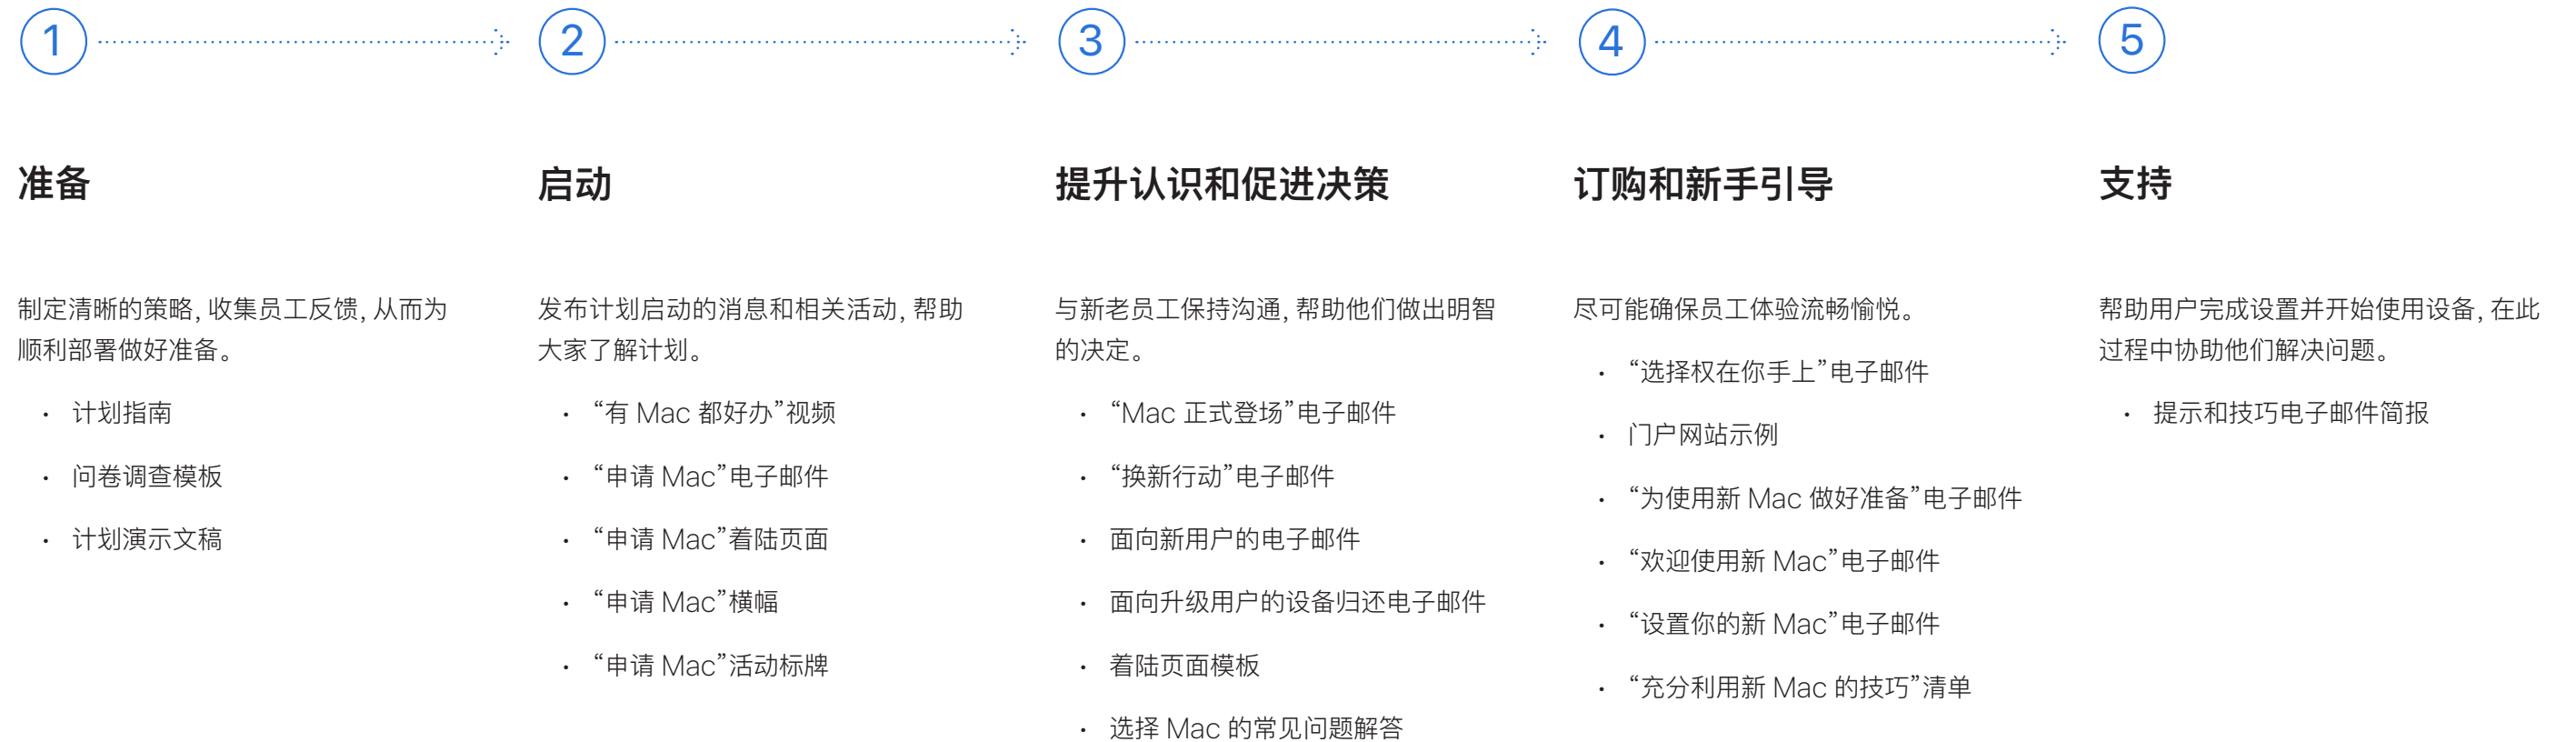 1
2
3
4
5
准备
制定清晰的策略，收集员工反馈，从而为
顺利部署做好准备。
• 计划指南
• 问卷调查模板
• 计划演示文稿
启动
发布计划启动的消息和相关活动，帮助
大家了解计划。
• “有 Mac 都好办”视频
• “申请 Mac”电子邮件
• “申请 Mac”着陆页面
• “申请 Mac”横幅
• “申请 Mac”活动标牌
提升认识和促进决策
与新老员工保持沟通，帮助他们做出明智
的决定。
• “Mac 正式登场”电子邮件
• “换新行动”电子邮件
• 面向新用户的电子邮件
• 面向升级用户的设备归还电子邮件
• 着陆页面模板
• 选择 Mac 的常见问题解答
订购和新手引导
尽可能确保员工体验流畅愉悦。
• “选择权在你手上”电子邮件
• 门户网站示例
• “为使用新 Mac 做好准备”电子邮件
• “欢迎使用新 Mac”电子邮件
• “设置你的新 Mac”电子邮件
• “充分利用新 Mac 的技巧”清单
支持
帮助用户完成设置并开始使用设备，在此
过程中协助他们解决问题。
• 提示和技巧电子邮件简报